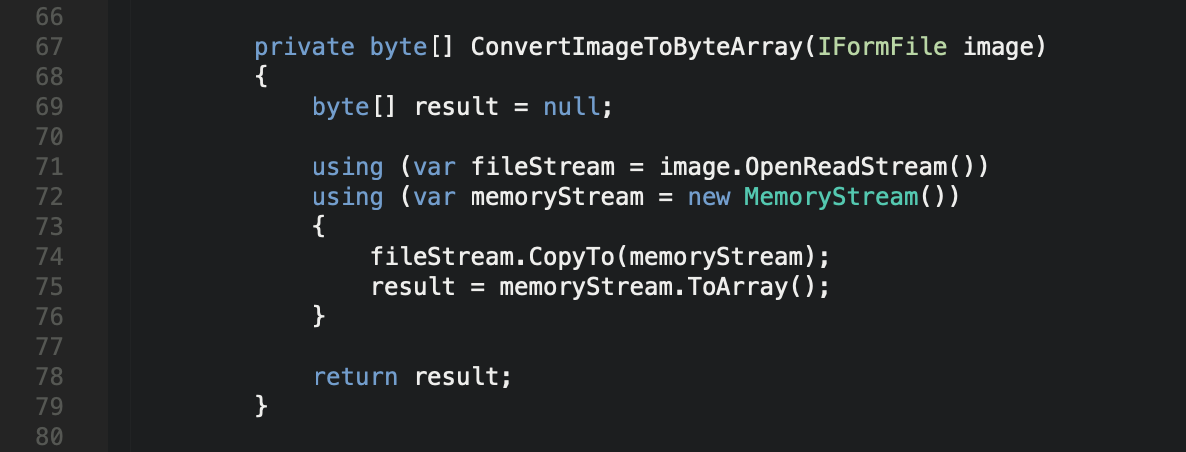 66
67 private byte[] ConvertImageToByteArray(IFormFile image)
68 {
69 byte[] result = null;
70
71 using (var fileStream = image.OpenReadStream())
72 using (var memoryStream = new MemoryStream())
73 {
74 fileStream.CopyTo(memoryStream);
75 result = memoryStream.ToArray();
76 }
77
78 return result;
79 }
80